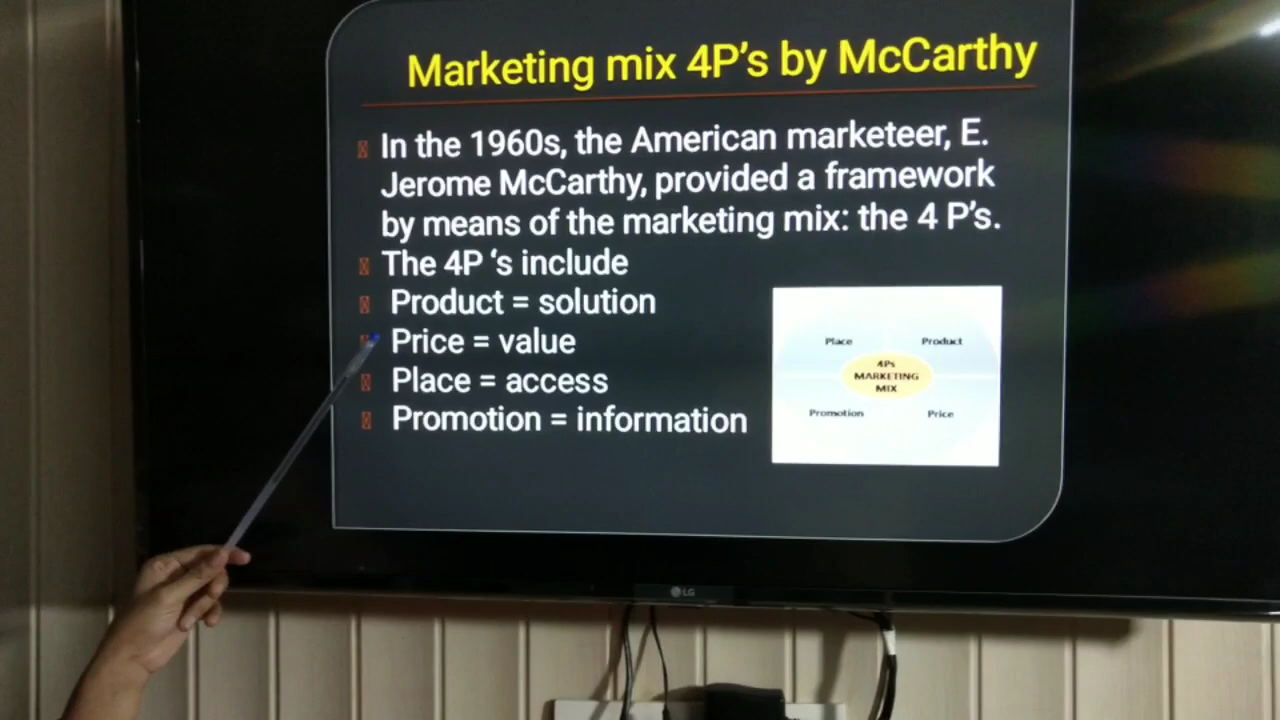 Marketing mix 4P's by McCarthy
In the 1960s, the American marketeer, E.
Jerome McCarthy, provided a framework
by means of the marketing mix: the 4 P's.
The 4P 's include
Product = solution
Price = value
Place = access
Promotion = information
Place Product
4Ps
MARKETING
MIX
Promotion Price
LG